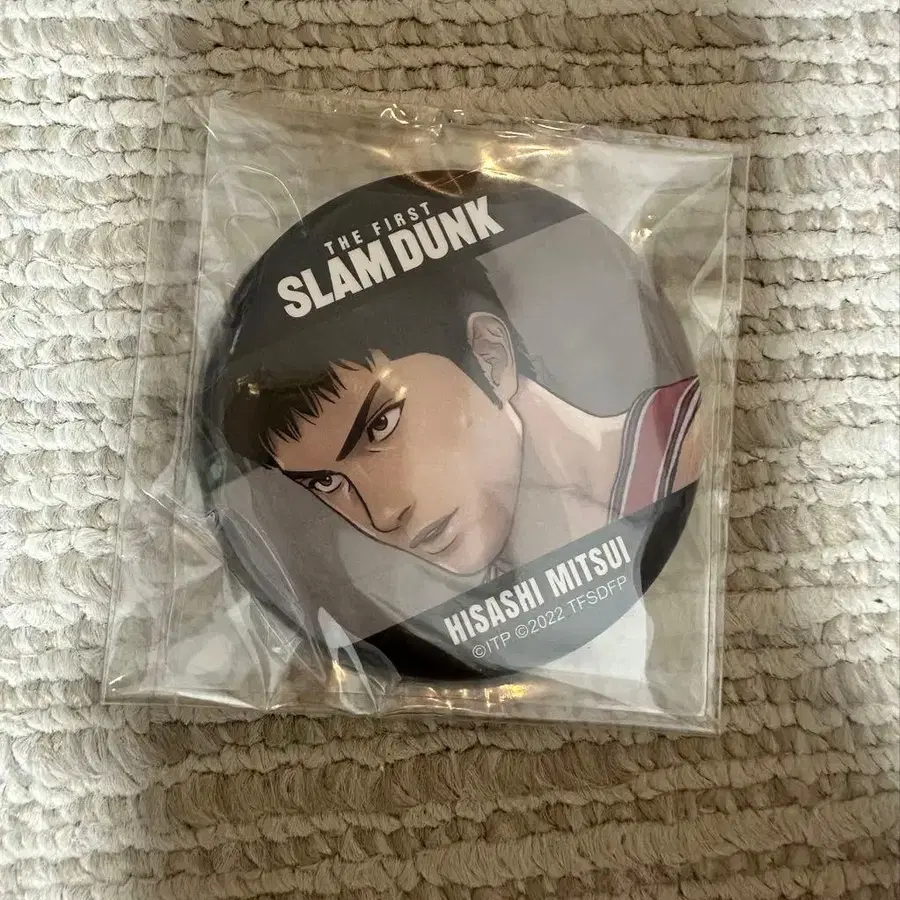 THE FIRST
SLAM DUNK
HISASHI MITSUI
©ITP ©2022 TFSDFP